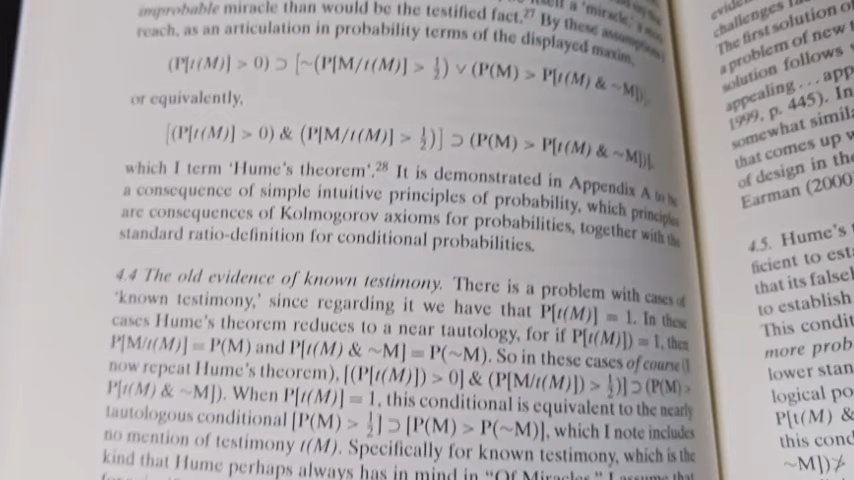 improbable miracle than would be the testified fact.²⁷ By these
reach, as an articulation in probability terms of the displayed maxim,
(P[t(M)] > 0) ⊃ [~(P[M/t(M)] > ½) ∨ (P(M) > P[t(M) & ~M])],
or equivalently,
[(P[t(M)] > 0) & (P[M/t(M)] > ½)] ⊃ (P(M) > P[t(M) & ~M])],
which I term 'Hume's theorem'.²⁸ It is demonstrated in Appendix A to be
a consequence of simple intuitive principles of probability, which principles
are consequences of Kolmogorov axioms for probabilities, together with the
standard ratio-definition for conditional probabilities.
4.4 The old evidence of known testimony. There is a problem with cases of
'known testimony,' since regarding it we have that P[t(M)] = 1. In these
cases Hume's theorem reduces to a near tautology, for if P[t(M)]) = 1, then
P[M/t(M)] = P(M) and P[t(M) & ~M] = P(~M). So in these cases of course (I
now repeat Hume's theorem), [(P[t(M)]) > 0] & (P[M/t(M)]) > ½)] ⊃ (P(M) >
P[t(M) & ~M]). When P[t(M)] = 1, this conditional is equivalent to the nearly
tautologous conditional [P(M) > ½] ⊃ [P(M) > P(~M)], which I note includes
no mention of testimony t(M). Specifically for known testimony, which is the
kind that Hume perhaps always has in mind in "Of Miracles," I assume that
challenges
The first solution of
a problem of new
solution follows
appealing . . . app
1999, p. 445). In
somewhat simila
that comes up w
of design in the
Earman (2000)
4.5. Hume's
ficient to est
that its falsel
to establish
This condit
more prob
lower stan
logical po
P[t(M) &
this cond
~M])≯